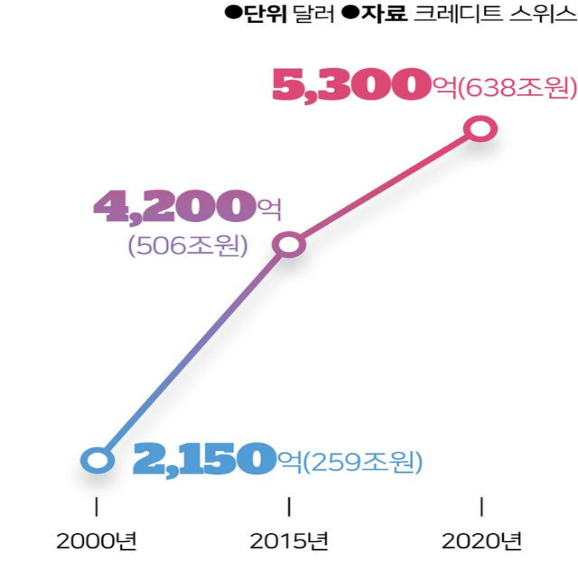 ●단위 달러 ●자료 크레디트 스위스
5,300억(638조원)
4,200억
(506조원)
2,150억(259조원)
2000년 2015년 2020년